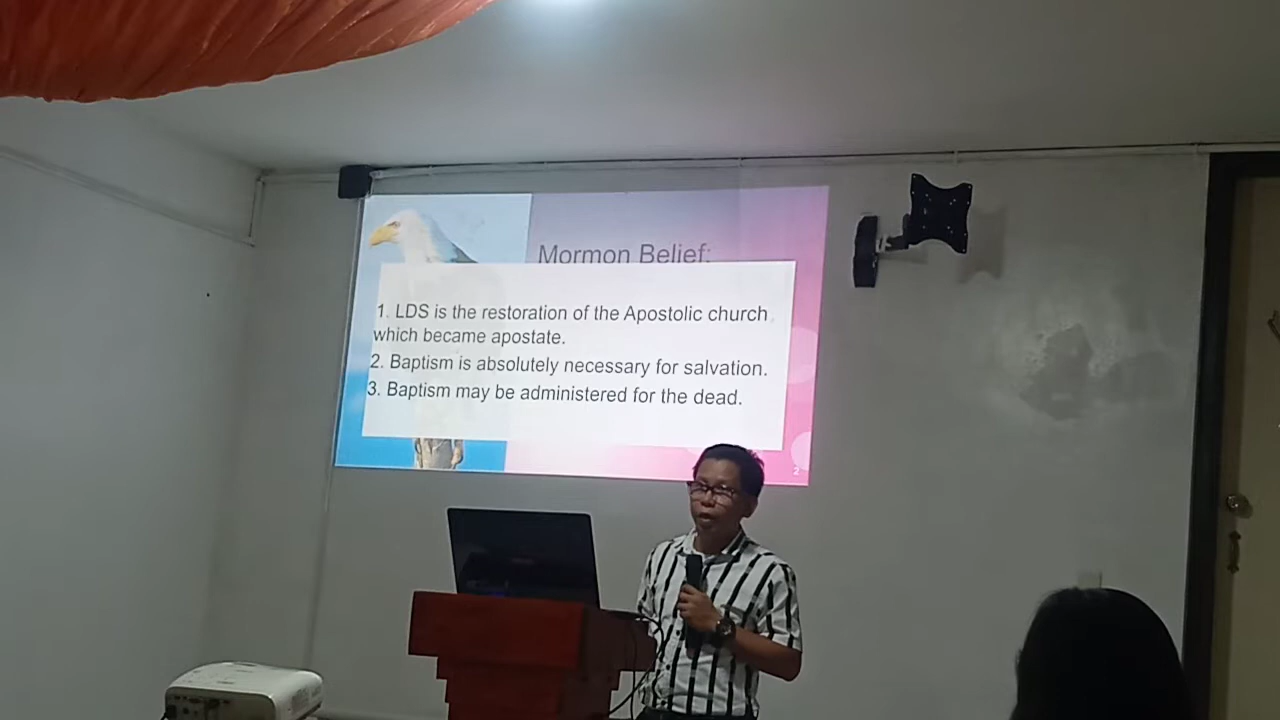 Mormon Belief:
1. LDS is the restoration of the Apostolic church
which became apostate.
2. Baptism is absolutely necessary for salvation.
3. Baptism may be administered for the dead.
2